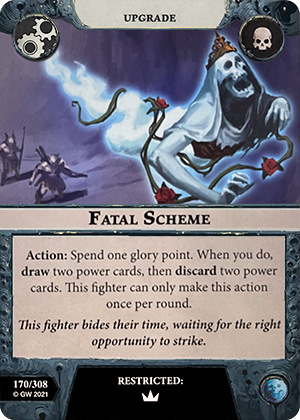 UPGRADE
FATAL SCHEME
Action: Spend one glory point. When you do,
draw two power cards, then discard two power
cards. This fighter can only make this action
once per round.
This fighter bides their time, waiting for the right
opportunity to strike.
170/308
© GW 2021
RESTRICTED: